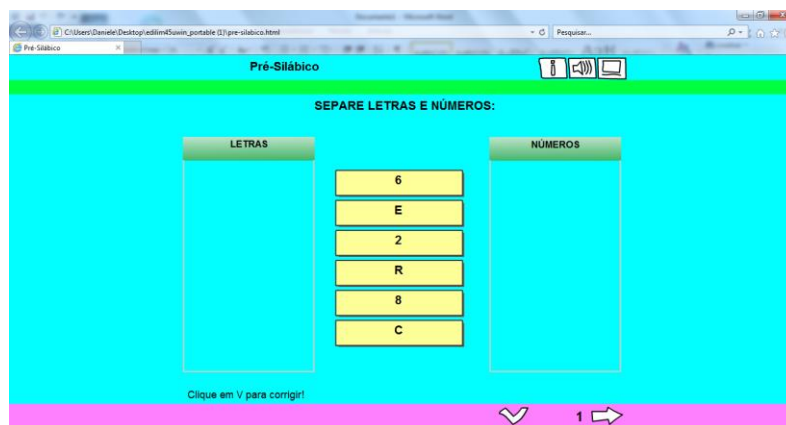 C:\Users\Daniele\Desktop\edilim45uwin_portable (1)\pre-silabico.html
Pesquisar...
Pré-Silábico
Pré-Silábico
SEPARE LETRAS E NÚMEROS:
LETRAS
NÚMEROS
6
E
2
R
8
C
Clique em V para corrigir!
1